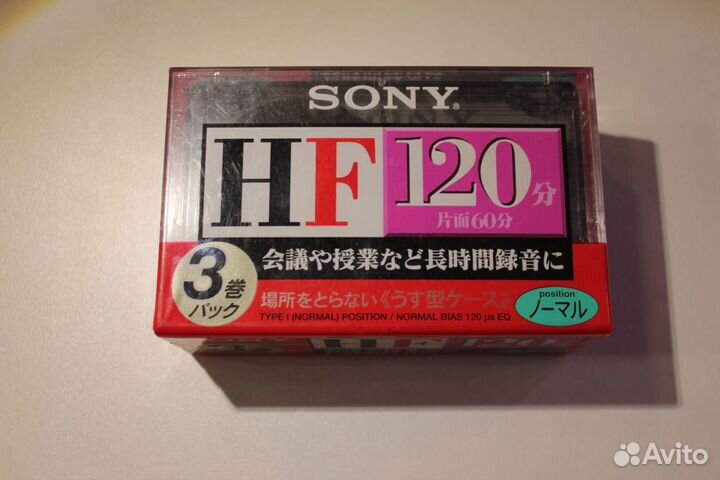 SONY®
HF 120分
片面60分
会議や授業など長時間録音に
3巻
パック
場所をとらない《うす型ケース》
TYPE I (NORMAL) POSITION / NORMAL BIAS 120 µs EQ
position
ノーマル
HF 120
Avito